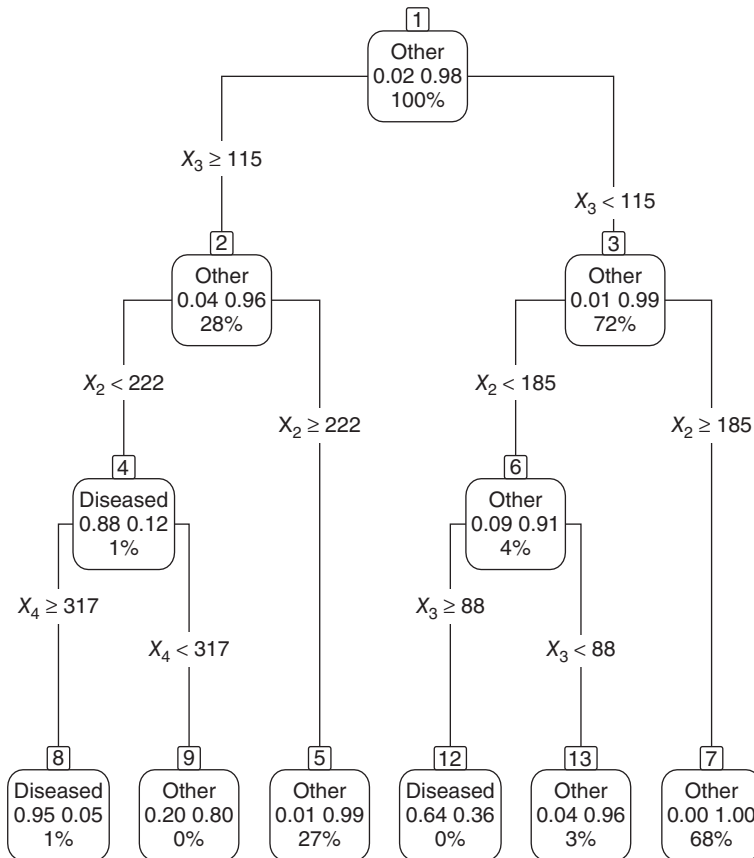 1
Other
0.02 0.98
100%
X₃ ≥ 115
X₃ < 115
2
Other
0.04 0.96
28%
3
Other
0.01 0.99
72%
X₂ < 222
X₂ ≥ 222
X₂ < 185
X₂ ≥ 185
4
Diseased
0.88 0.12
1%
6
Other
0.09 0.91
4%
X₄ ≥ 317
X₄ < 317
X₃ ≥ 88
X₃ < 88
8
Diseased
0.95 0.05
1%
9
Other
0.20 0.80
0%
5
Other
0.01 0.99
27%
12
Diseased
0.64 0.36
0%
13
Other
0.04 0.96
3%
7
Other
0.00 1.00
68%